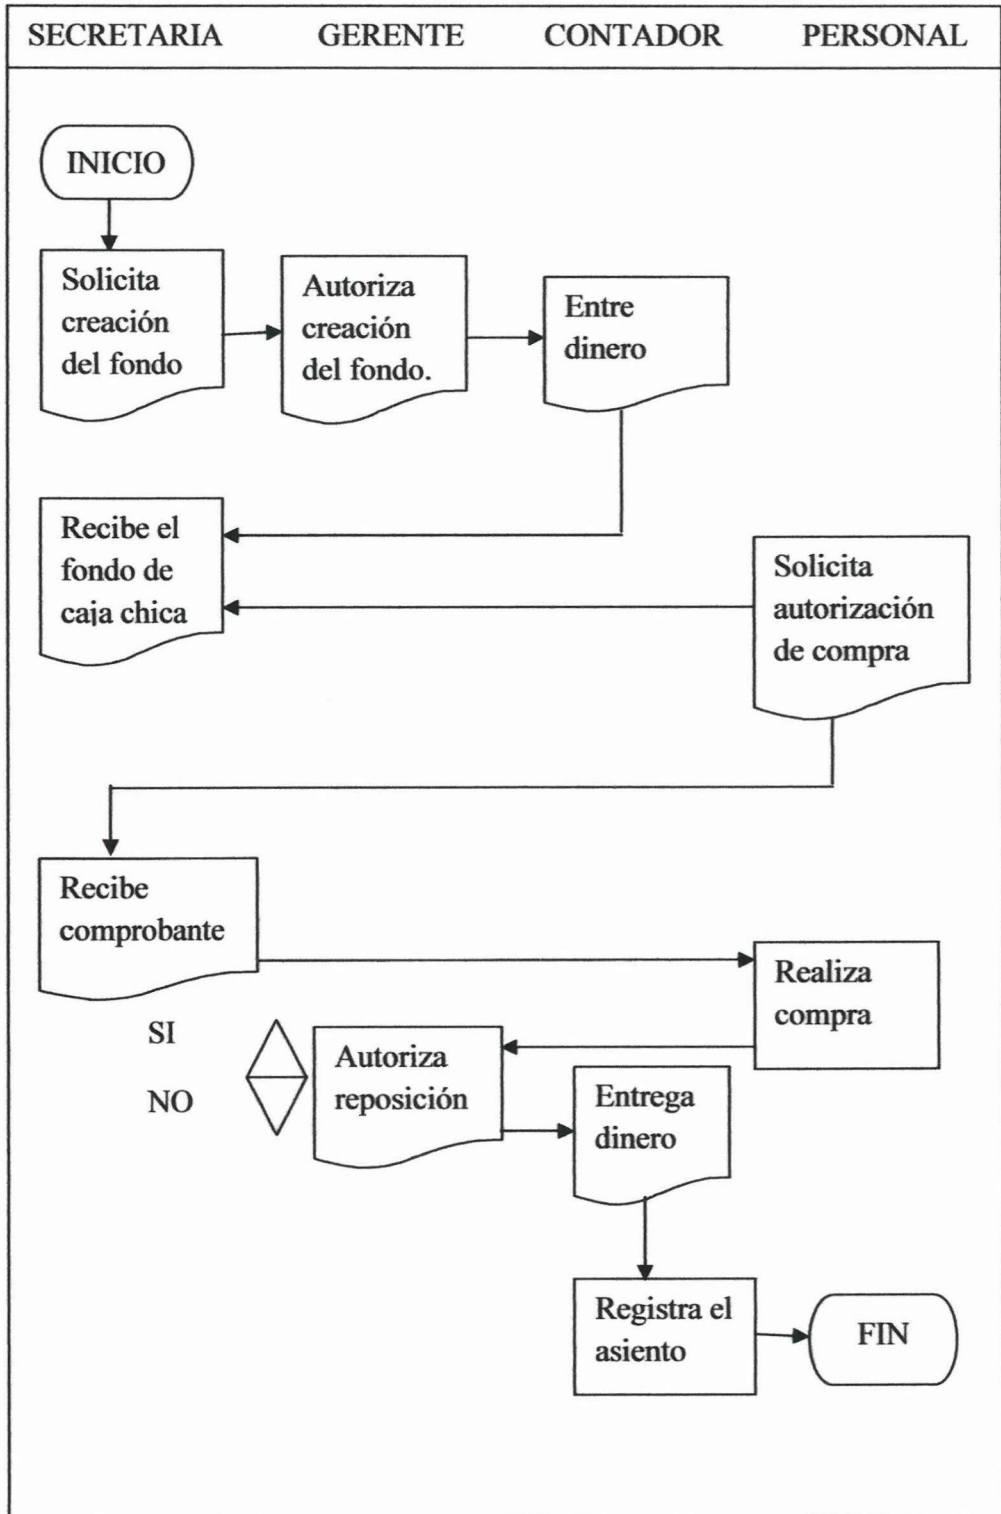 SECRETARIA GERENTE CONTADOR PERSONAL
INICIO
Solicita
creación
del fondo
Autoriza
creación
del fondo.
Entre
dinero
Recibe el
fondo de
caja chica
Solicita
autorización
de compra
Recibe
comprobante
Realiza
compra
SI
NO
Autoriza
reposición
Entrega
dinero
Registra el
asiento
FIN